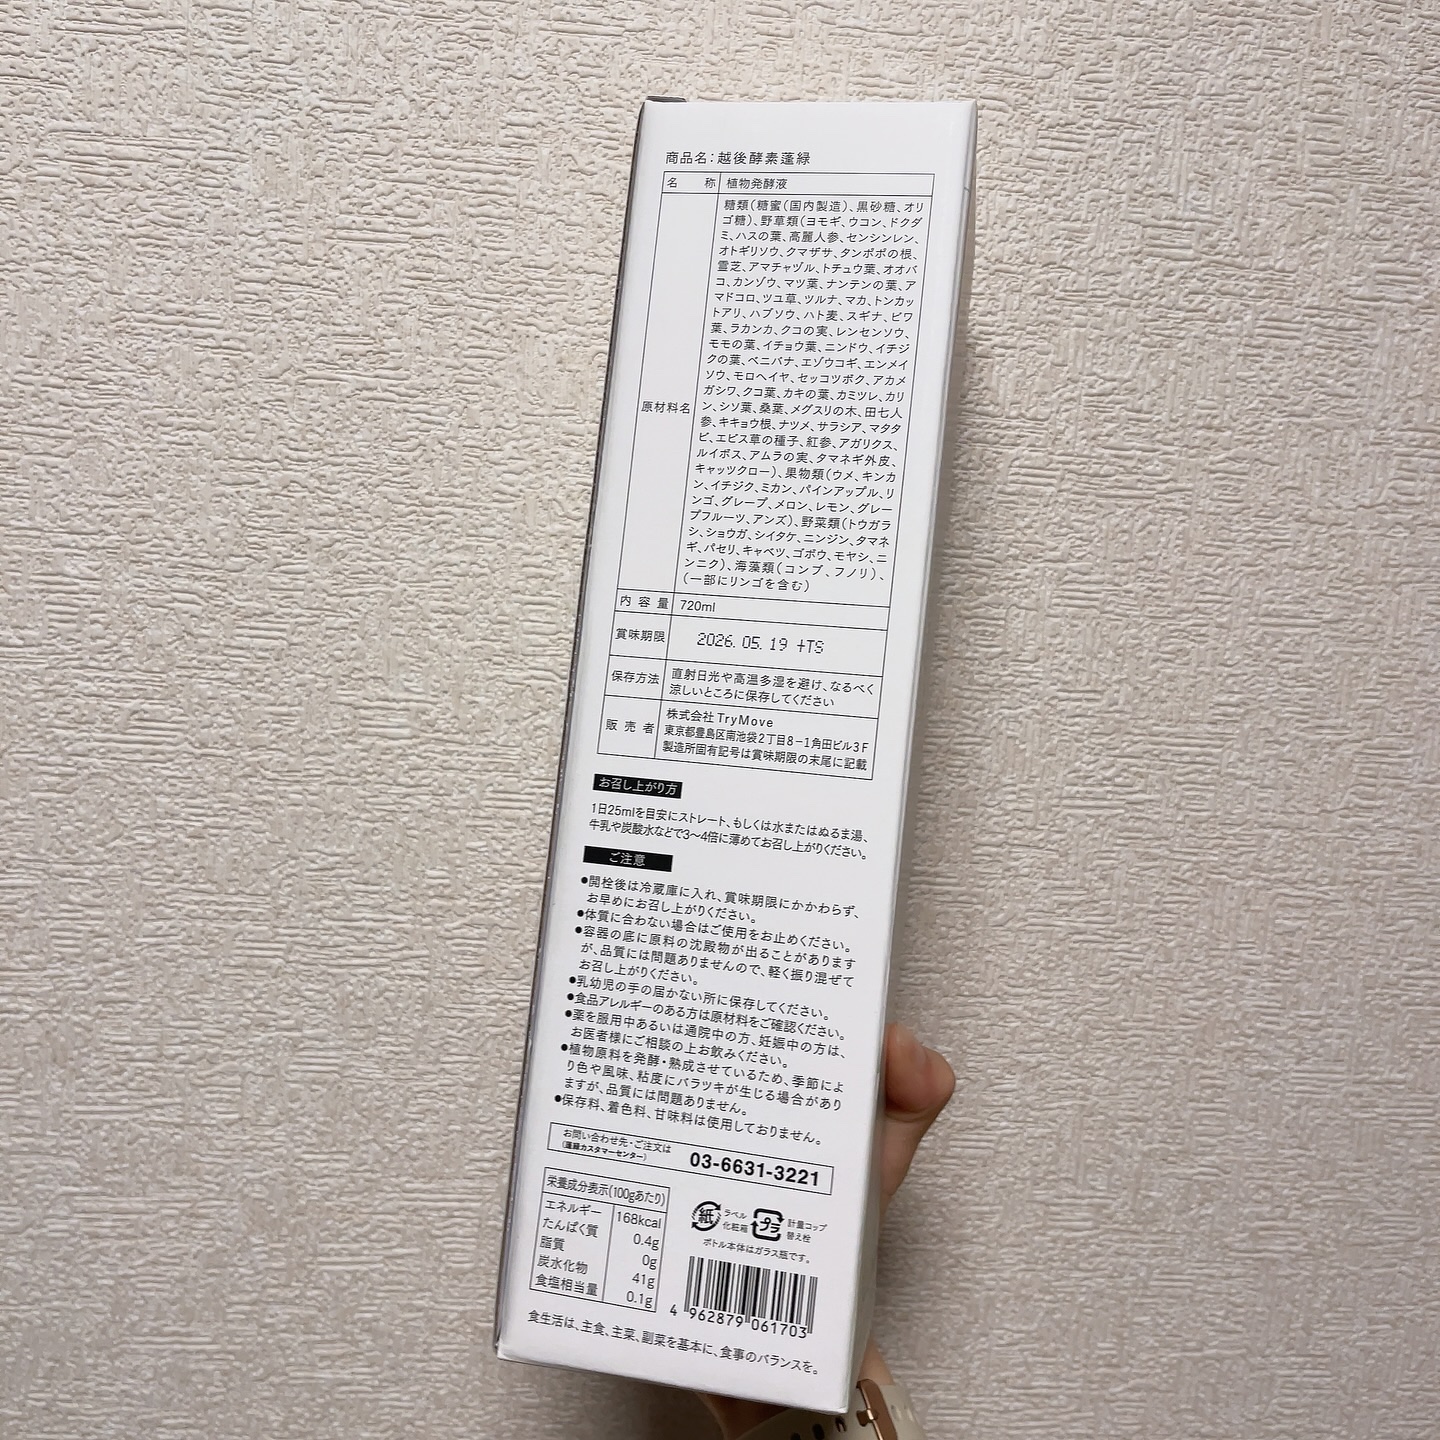 商品名：越後酵素蓬緑
名称 植物発酵液
原材料名
糖類(糖蜜(国内製造)、黒砂糖、オリ
ゴ糖)、野草類(ヨモギ、ウコン、ドクダ
ミ、ハスの葉、高麗人参、センシンレン、
オトギリソウ、クマザサ、タンポポの根、
霊芝、アマチャヅル、トチュウ葉、オオバ
コ、カンゾウ、マツ葉、ナンテンの葉、ア
マドコロ、ツユ草、ツルナ、マカ、トンカッ
トアリ、ハブソウ、ハト麦、スギナ、ビワ
葉、ラカンカ、クコの実、レンセンソウ、
モモの葉、イチョウ葉、ニンドウ、イチジ
クの葉、ベニバナ、エゾウコギ、エンメイ
ソウ、モロヘイヤ、セッコツボク、アカメ
ガシワ、クコ葉、カキの葉、カミツレ、カリ
ン、シソ葉、桑葉、メグスリの木、田七人
参、キキョウ根、ナツメ、サラシア、マタタ
ビ、エビス草の種子、紅参、アガリクス、
ルイボス、アムラの実、タマネギ外皮、
キャッツクロー)、果物類(ウメ、キンカ
ン、イチジク、ミカン、パインアップル、リ
ンゴ、グレープ、メロン、レモン、グレー
プフルーツ、アンズ)、野菜類(トウガラ
シ、ショウガ、シイタケ、ニンジン、タマネ
ギ、パセリ、キャベツ、ゴボウ、モヤシ、ニ
ンニク)、海藻類(コンブ、フノリ)、
(一部にリンゴを含む)
内容量 720ml
賞味期限 2026.05.19 +TS
保存方法
直射日光や高温多湿を避け、なるべく
涼しいところに保存してください
販売者
株式会社TryMove
東京都豊島区南池袋2丁目8-1角田ビル3F
製造所固有記号は賞味期限の末尾に記載
お召し上がり方
1日25mlを目安にストレート、もしくは水またはぬるま湯、
牛乳や炭酸水などで3〜4倍に薄めてお召し上がりください。
ご注意
●開栓後は冷蔵庫に入れ、賞味期限にかかわらず、
お早めにお召し上がりください。
●体質に合わない場合はご使用をお止めください。
●容器の底に原料の沈殿物が出ることがあります
が、品質には問題ありませんので、軽く振り混ぜて
お召し上がりください。
●乳幼児の手の届かない所に保存してください。
●食品アレルギーのある方は原材料をご確認ください。
●薬を服用中あるいは通院中の方、妊娠中の方は、
お医者様にご相談の上お飲みください。
●植物原料を発酵・熟成させているため、季節によ
り色や風味、粘度にバラツキが生じる場合があり
ますが、品質には問題ありません。
●保存料、着色料、甘味料は使用しておりません。
お問い合わせ先・ご注文は
(蓬緑カスタマーセンター)
03-6631-3221
栄養成分表示(100gあたり)
エネルギー 168kcal
たんぱく質 0.4g
脂質 0g
炭水化物 41g
食塩相当量 0.1g
紙 ラベル
化粧箱
プラ 計量コップ
替え栓
ボトル本体はガラス瓶です。
4 962879 061703
食生活は、主食、主菜、副菜を基本に、食事のバランスを。